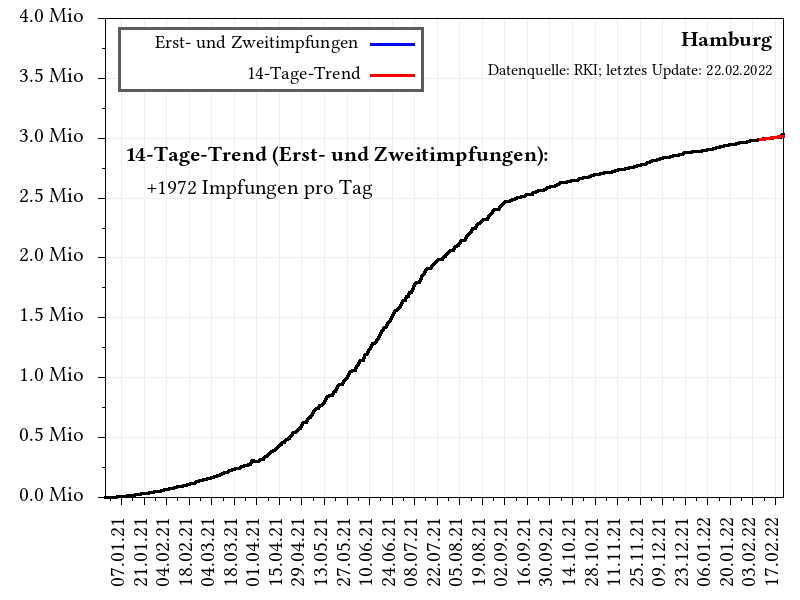 4.0 Mio
3.5 Mio
3.0 Mio
2.5 Mio
2.0 Mio
1.5 Mio
1.0 Mio
0.5 Mio
0.0 Mio
Erst- und Zweitimpfungen
14-Tage-Trend
Hamburg
Datenquelle: RKI; letztes Update: 22.02.2022
14-Tage-Trend (Erst- und Zweitimpfungen):
+1972 Impfungen pro Tag
07.01.21
21.01.21
04.02.21
18.02.21
04.03.21
18.03.21
01.04.21
15.04.21
29.04.21
13.05.21
27.05.21
10.06.21
24.06.21
08.07.21
22.07.21
05.08.21
19.08.21
02.09.21
16.09.21
30.09.21
14.10.21
28.10.21
11.11.21
25.11.21
09.12.21
23.12.21
06.01.22
20.01.22
03.02.22
17.02.22